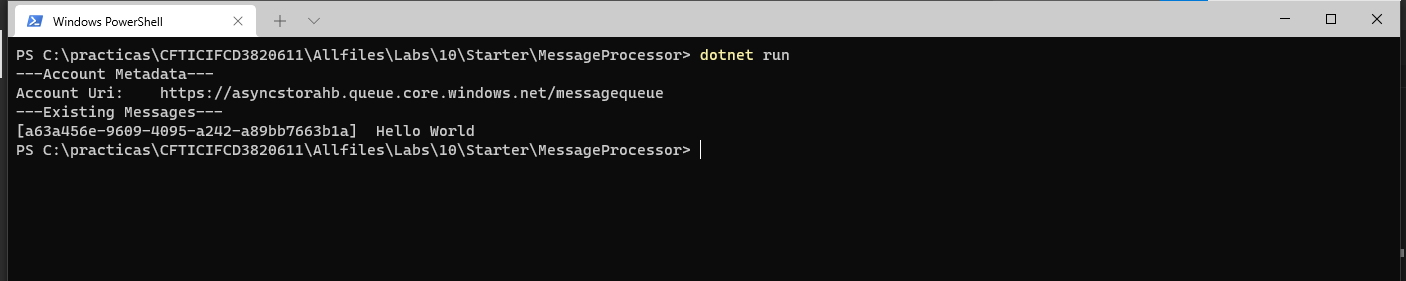 Windows PowerShell
PS C:\practicas\CFTICIFCD3820611\Allfiles\Labs\10\Starter\MessageProcessor> dotnet run
---Account Metadata---
Account Uri:    https://asyncstorahb.queue.core.windows.net/messagequeue
---Existing Messages---
[a63a456e-9609-4095-a242-a89bb7663b1a]  Hello World
PS C:\practicas\CFTICIFCD3820611\Allfiles\Labs\10\Starter\MessageProcessor>